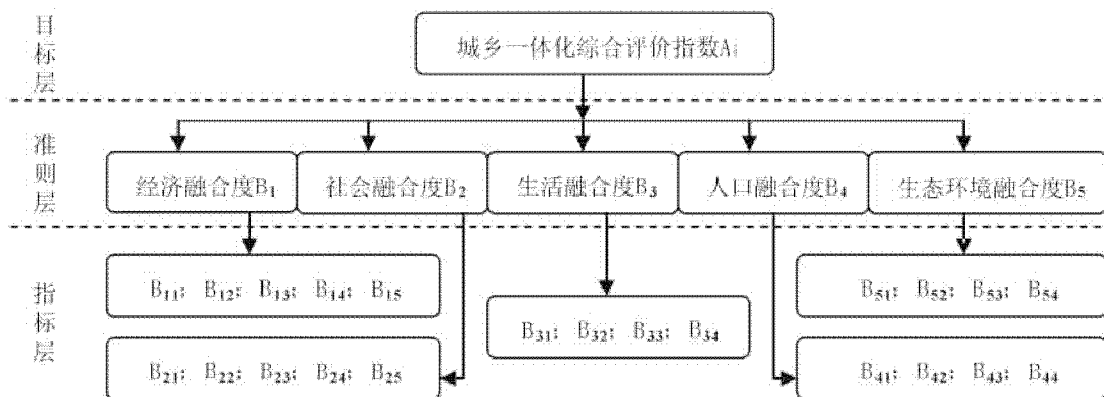 目标层
城乡一体化综合评价指数Ai
准则层
经济融合度B1
社会融合度B2
生活融合度B3
人口融合度B4
生态环境融合度B5
指标层
B11; B12; B13; B14; B15
B51; B52; B53; B54
B31; B32; B33; B34
B21; B22; B23; B24; B25
B41; B42; B43; B44